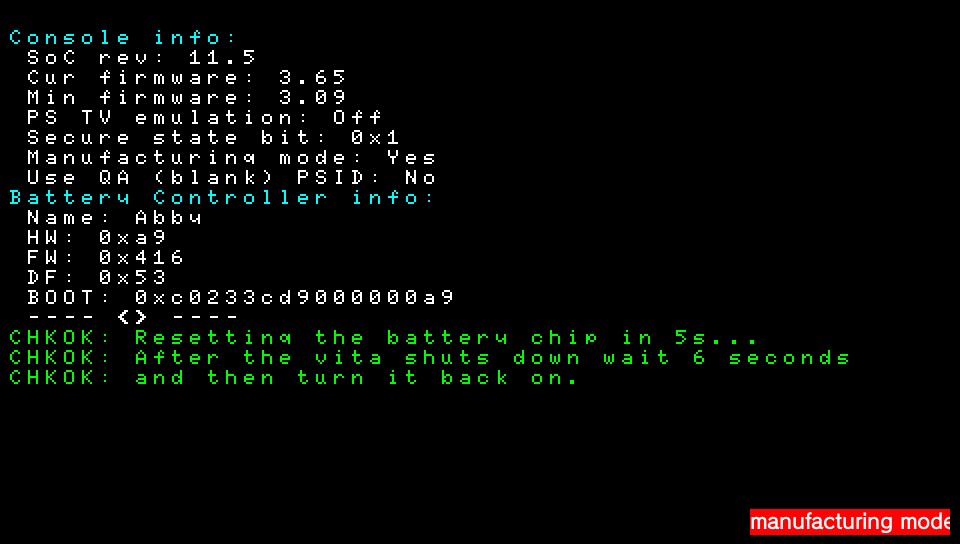 Console info:
SoC rev: 11.5
Cur firmware: 3.65
Min firmware: 3.09
PS TV emulation: Off
Secure state bit: 0x1
Manufacturing mode: Yes
Use QA (blank) PSID: No
Battery Controller info:
Name: Abby
HW: 0xa9
FW: 0x416
DF: 0x53
BOOT: 0xc0233cd9000000a9
---- <> ----
CHKOK: Resetting the battery chip in 5s...
CHKOK: After the vita shuts down wait 6 seconds
CHKOK: and then turn it back on.
manufacturing mode